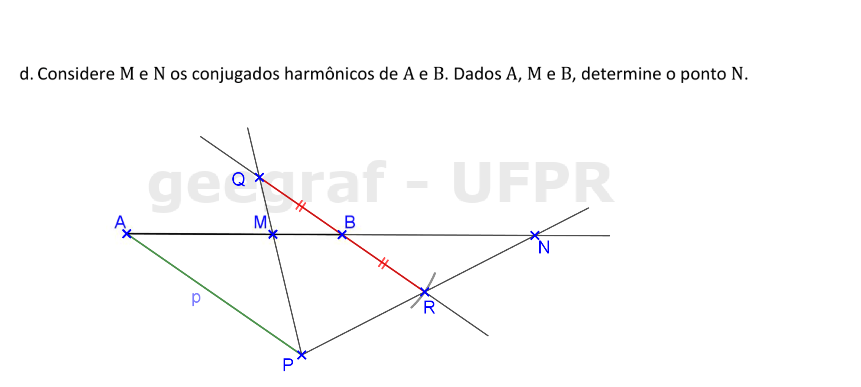 d. Considere M e N os conjugados harmônicos de A e B. Dados A, M e B, determine o ponto N.
geegraf - UFPR
Q
A
M
B
N
p
R
P